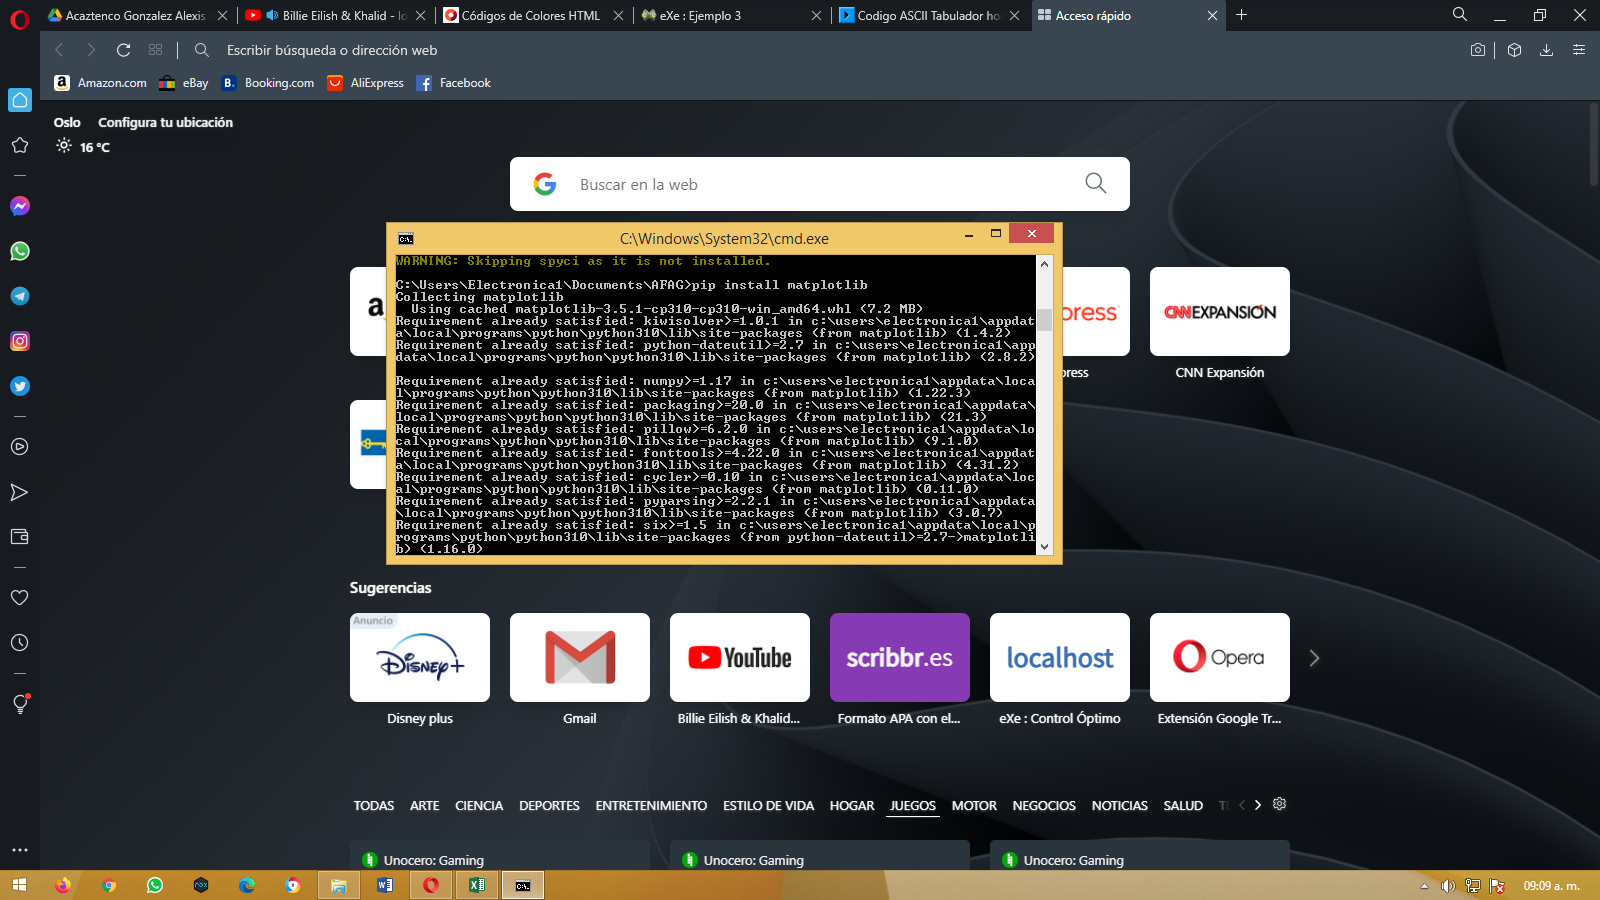 Acaztenco Gonzalez Alexis
Billie Eilish & Khalid - lo
Códigos de Colores HTML
eXe : Ejemplo 3
Codigo ASCII Tabulador ho
Acceso rápido
Escribir búsqueda o dirección web
Amazon.com
eBay
B.
Booking.com
AliExpress
Facebook
Oslo Configura tu ubicación
16 °C
Buscar en la web
C:\Windows\System32\cmd.exe
WARNING: Skipping spyci as it is not installed.
C:\Users\Electronica1\Documents\AFAG>pip install matplotlib
Collecting matplotlib
Using cached matplotlib-3.5.1-cp310-cp310-win_amd64.whl (7.2 MB)
Requirement already satisfied: kiwisolver>=1.0.1 in c:\users\electronica1\appdat
a\local\programs\python\python310\lib\site-packages (from matplotlib) (1.4.2)
Requirement already satisfied: python-dateutil>=2.7 in c:\users\electronica1\app
data\local\programs\python\python310\lib\site-packages (from matplotlib) (2.8.2)
Requirement already satisfied: numpy>=1.17 in c:\users\electronica1\appdata\loca
l\programs\python\python310\lib\site-packages (from matplotlib) (1.22.3)
Requirement already satisfied: packaging>=20.0 in c:\users\electronica1\appdata\
local\programs\python\python310\lib\site-packages (from matplotlib) (21.3)
Requirement already satisfied: pillow>=6.2.0 in c:\users\electronica1\appdata\lo
cal\programs\python\python310\lib\site-packages (from matplotlib) (9.1.0)
Requirement already satisfied: fonttools>=4.22.0 in c:\users\electronica1\appdat
a\local\programs\python\python310\lib\site-packages (from matplotlib) (4.31.2)
Requirement already satisfied: cycler>=0.10 in c:\users\electronica1\appdata\loc
al\programs\python\python310\lib\site-packages (from matplotlib) (0.11.0)
Requirement already satisfied: pyparsing>=2.2.1 in c:\users\electronica1\appdata
\local\programs\python\python310\lib\site-packages (from matplotlib) (3.0.7)
Requirement already satisfied: six>=1.5 in c:\users\electronica1\appdata\local\p
rograms\python\python310\lib\site-packages (from python-dateutil>=2.7->matplotli
b) (1.16.0)
a
press
CNN EXPANSIÓN
press
CNN Expansión
Sugerencias
Anuncio
Disney+
YouTube
scribbr.es
localhost
Opera
Disney plus
Gmail
Billie Eilish & Khalid...
Formato APA con el...
eXe : Control Óptimo
Extensión Google Tr...
TODAS ARTE CIENCIA DEPORTES ENTRETENIMIENTO ESTILO DE VIDA HOGAR JUEGOS MOTOR NEGOCIOS NOTICIAS SALUD
Unocero: Gaming
Unocero: Gaming
Unocero: Gaming
09:09 a. m.